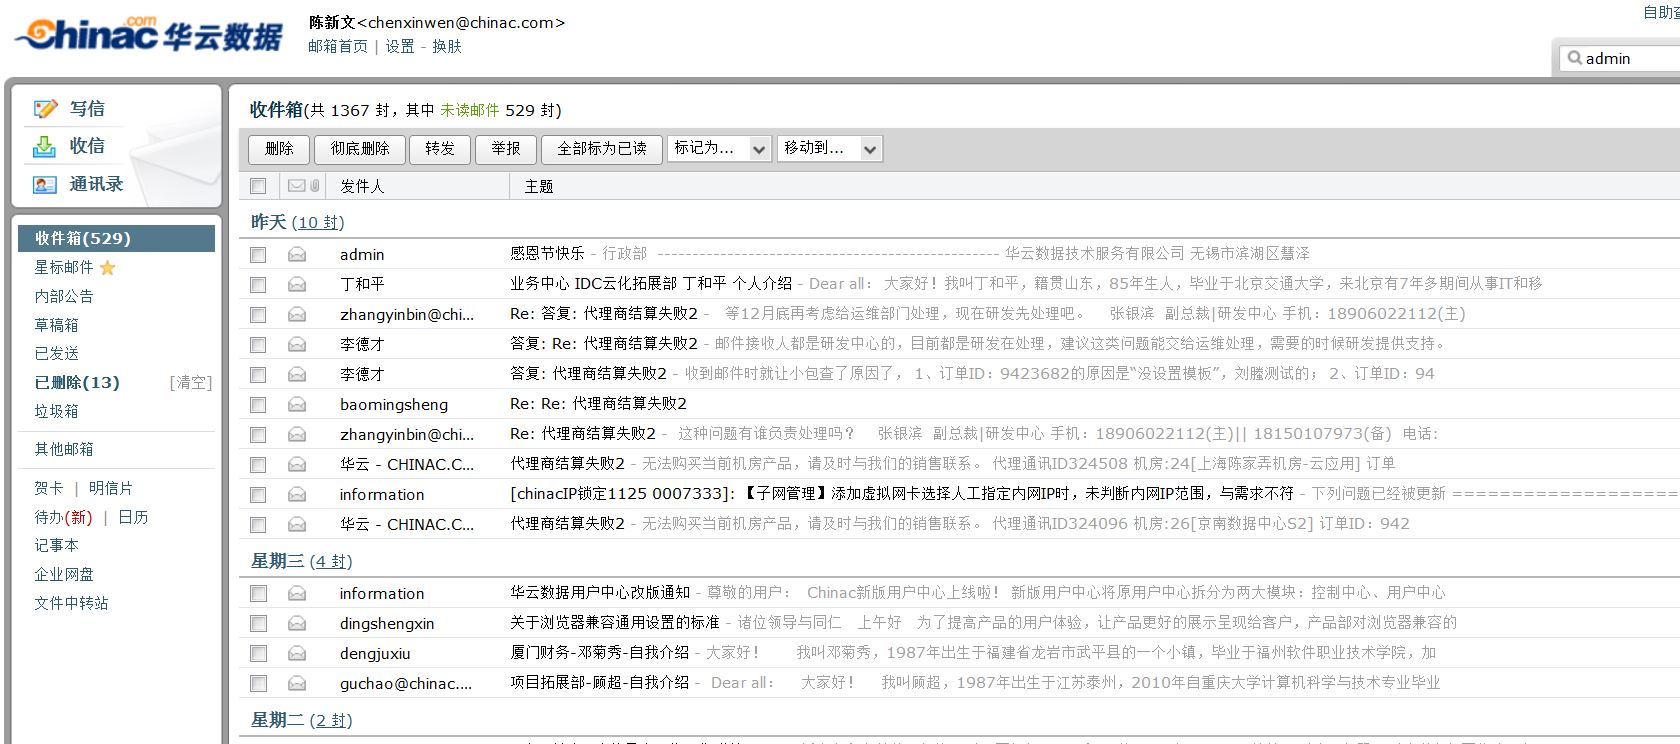 Chinac.com 华云数据
陈新文<chenxinwen@chinac.com>
邮箱首页 | 设置 - 换肤
自助查
admin
写信
收信
通讯录
收件箱(529)
星标邮件
内部公告
草稿箱
已发送
已删除(13) [清空]
垃圾箱
其他邮箱
贺卡 | 明信片
待办(新) | 日历
记事本
企业网盘
文件中转站
收件箱(共 1367 封，其中 未读邮件 529 封)
删除 彻底删除 转发 举报 全部标为已读 标记为... 移动到...
发件人 主题
昨天 (10 封)
admin 感恩节快乐 - 行政部 ------------------------------------------------- 华云数据技术服务有限公司 无锡市滨湖区慧泽
丁和平 业务中心 IDC云化拓展部 丁和平 个人介绍 - Dear all： 大家好！我叫丁和平，籍贯山东，85年生人，毕业于北京交通大学，来北京有7年多期间从事IT和移
zhangyinbin@chi... Re: 答复: 代理商结算失败2 - 等12月底再考虑给运维部门处理，现在研发先处理吧。 张银滨 副总裁|研发中心 手机：18906022112(主)
李德才 答复: Re: 代理商结算失败2 - 邮件接收人都是研发中心的，目前都是研发在处理，建议这类问题能交给运维处理，需要的时候研发提供支持。
李德才 答复: 代理商结算失败2 - 收到邮件时就让小包查了原因了， 1、订单ID：9423682的原因是“没设置模板”，刘膛测试的； 2、订单ID：94
baomingsheng Re: Re: 代理商结算失败2
zhangyinbin@chi... Re: 代理商结算失败2 - 这种问题有谁负责处理吗？ 张银滨 副总裁|研发中心 手机：18906022112(主)|| 18150107973(备) 电话:
华云 - CHINAC.C... 代理商结算失败2 - 无法购买当前机房产品，请及时与我们的销售联系。 代理通讯ID324508 机房:24[上海陈家弄机房-云应用] 订单
information [chinacIP锁定1125 0007333]: 【子网管理】添加虚拟网卡选择人工指定内网IP时，未判断内网IP范围，与需求不符 - 下列问题已经被更新 =====================
华云 - CHINAC.C... 代理商结算失败2 - 无法购买当前机房产品，请及时与我们的销售联系。 代理通讯ID324096 机房:26[京南数据中心S2] 订单ID：942
星期三 (4 封)
information 华云数据用户中心改版通知 - 尊敬的用户： Chinac新版用户中心上线啦！ 新版用户中心将原用户中心拆分为两大模块：控制中心、用户中心
dingshengxin 关于浏览器兼容通用设置的标准 - 诸位领导与同仁 上午好 为了提高产品的用户体验，让产品更好的展示呈现给客户，产品部对浏览器兼容的
dengjuxiu 厦门财务-邓菊秀-自我介绍 - 大家好！ 我叫邓菊秀，1987年出生于福建省龙岩市武平县的一个小镇，毕业于福州软件职业技术学院，加
guchao@chinac.... 项目拓展部-顾超-自我介绍 - Dear all： 大家好！ 我叫顾超，1987年出生于江苏泰州，2010年自重庆大学计算机科学与技术专业毕业
星期二 (2 封)